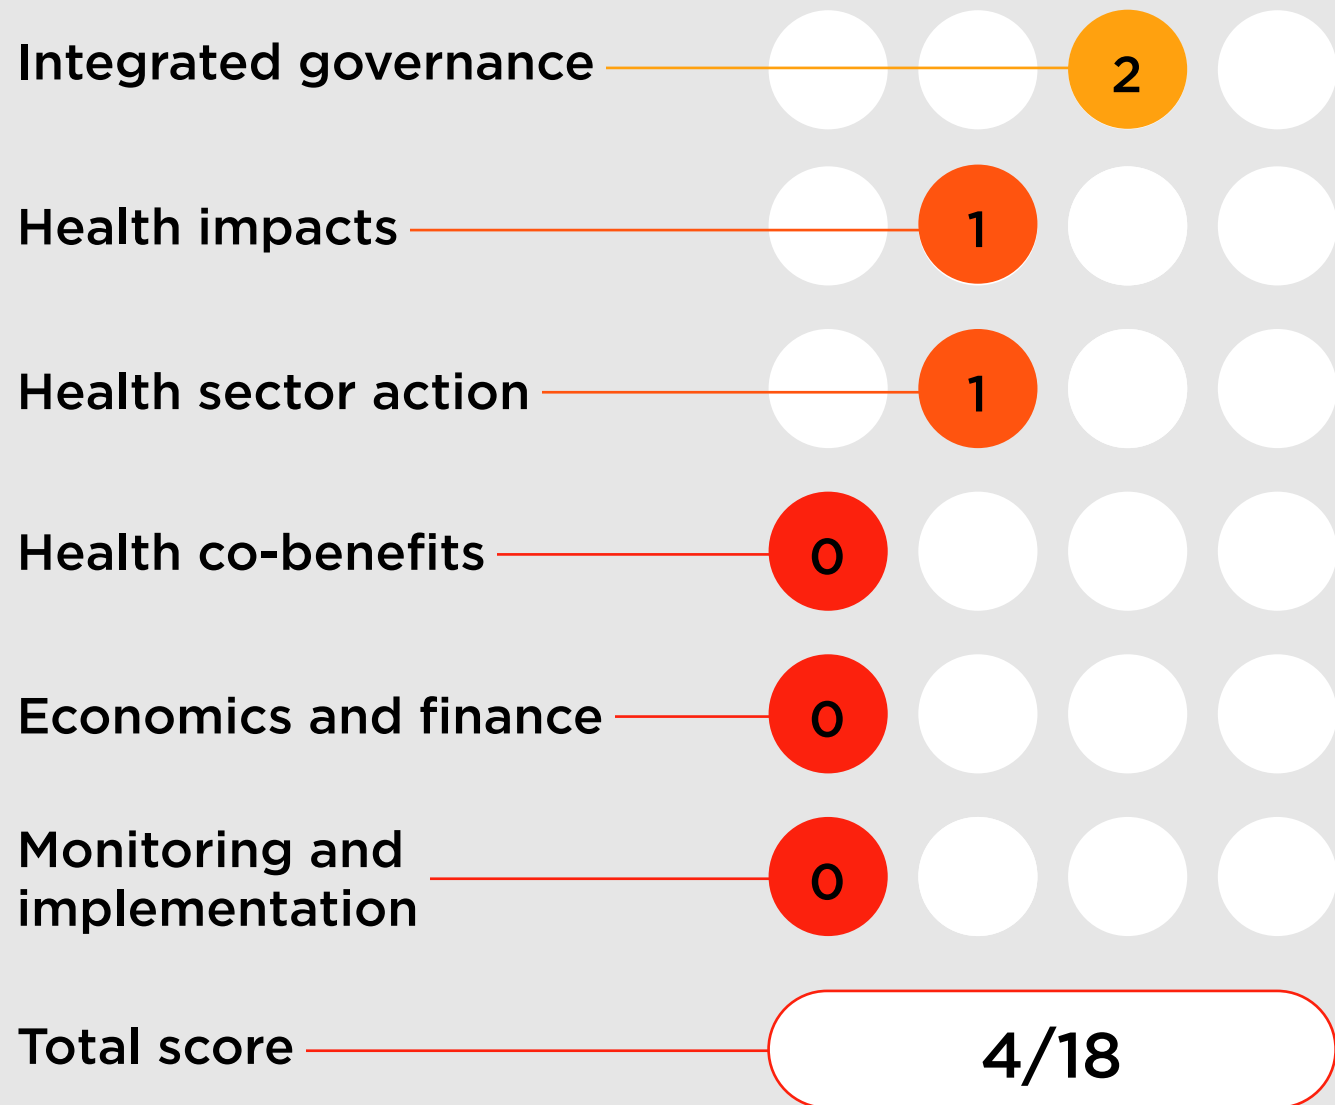 Integrated governance 2
Health impacts 1
Health sector action 1
Health co-benefits 0
Economics and finance 0
Monitoring and
implementation 0
Total score 4/18